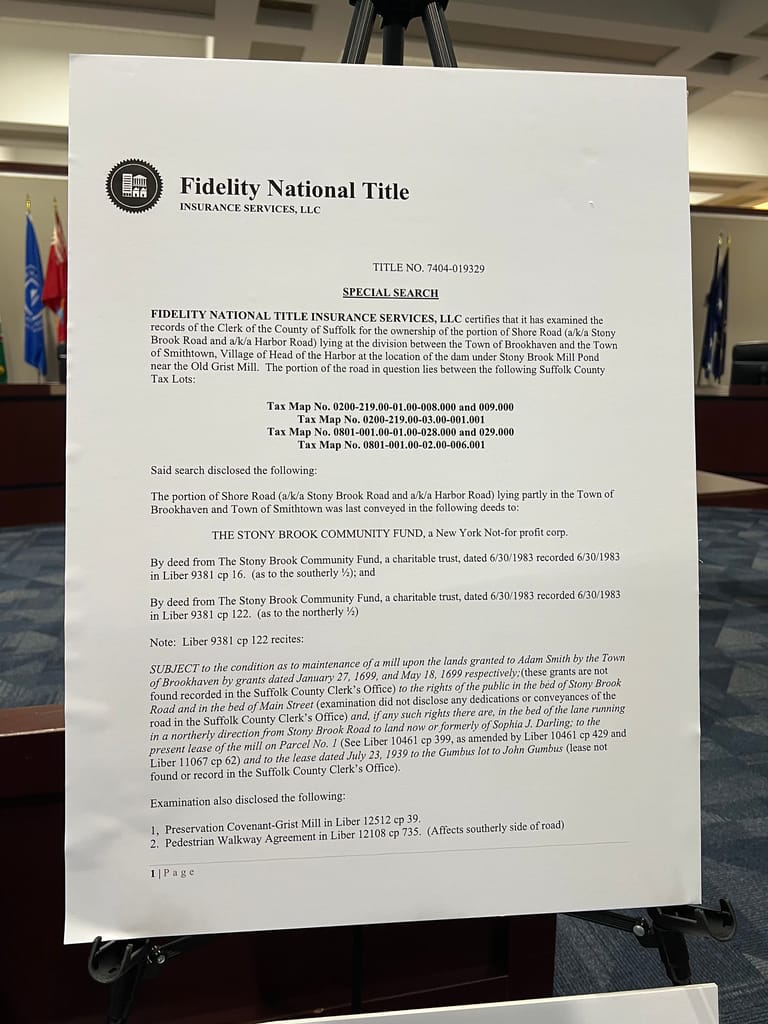 Fidelity National Title
INSURANCE SERVICES, LLC
TITLE NO. 7404-019329
SPECIAL SEARCH
FIDELITY NATIONAL TITLE INSURANCE SERVICES, LLC certifies that it has examined the
records of the Clerk of the County of Suffolk for the ownership of the portion of Shore Road (a/k/a Stony
Brook Road and a/k/a Harbor Road) lying at the division between the Town of Brookhaven and the Town
of Smithtown, Village of Head of the Harbor at the location of the dam under Stony Brook Mill Pond
near the Old Grist Mill. The portion of the road in question lies between the following Suffolk County
Tax Lots:
Tax Map No. 0200-219.00-01.00-008.000 and 009.000
Tax Map No. 0200-219.00-03.00-001.001
Tax Map No. 0801-001.00-01.00-028.000 and 029.000
Tax Map No. 0801-001.00-02.00-006.001
Said search disclosed the following:
The portion of Shore Road (a/k/a Stony Brook Road and a/k/a Harbor Road) lying partly in the Town of
Brookhaven and Town of Smithtown was last conveyed in the following deeds to:
THE STONY BROOK COMMUNITY FUND, a New York Not-for profit corp.
By deed from The Stony Brook Community Fund, a charitable trust, dated 6/30/1983 recorded 6/30/1983
in Liber 9381 cp 16. (as to the southerly ½); and
By deed from The Stony Brook Community Fund, a charitable trust, dated 6/30/1983 recorded 6/30/1983
in Liber 9381 cp 122. (as to the northerly ½)
Note: Liber 9381 cp 122 recites:
SUBJECT to the condition as to maintenance of a mill upon the lands granted to Adam Smith by the Town
of Brookhaven by grants dated January 27, 1699, and May 18, 1699 respectively;(these grants are not
found recorded in the Suffolk County Clerk's Office) to the rights of the public in the bed of Stony Brook
Road and in the bed of Main Street (examination did not disclose any dedications or conveyances of the
road in the Suffolk County Clerk's Office) and, if any such rights there are, in the bed of the lane running
in a northerly direction from Stony Brook Road to land now or formerly of Sophia J. Darling; to the
present lease of the mill on Parcel No. 1 (See Liber 10461 cp 399, as amended by Liber 10461 cp 429 and
Liber 11067 cp 62) and to the lease dated July 23, 1939 to the Gumbus lot to John Gumbus (lease not
found or record in the Suffolk County Clerk's Office).
Examination also disclosed the following:
1, Preservation Covenant-Grist Mill in Liber 12512 cp 39.
2. Pedestrian Walkway Agreement in Liber 12108 cp 735. (Affects southerly side of road)
1 | Page